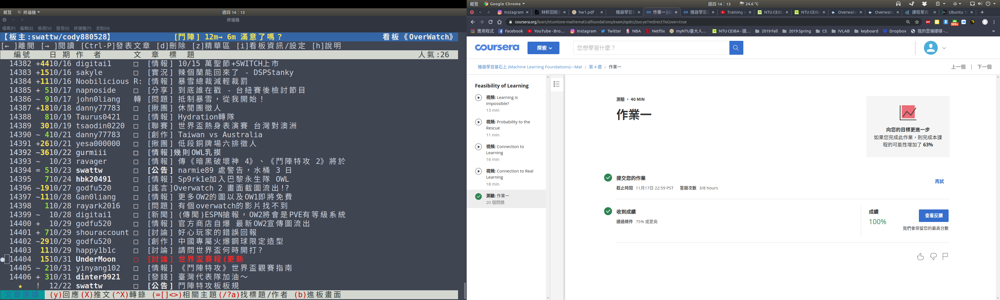 概覽 終端機 週四 14：13
終端機
檔案(F) 編輯(E) 檢視(V) 搜尋(S) 終端機(T) 求助(H)
【板主:swattw/cody880528】 [鬥陣] 12m→ 6m 滿意了嗎？ 看板《OverWatch》
[← ]離開 [→ ]閱讀 [Ctrl-P]發表文章 [d]刪除 [z]精華區 [i]看板資訊/設定 [h]說明
編號 日 期 作 者 文 章 標 題 人氣:26
14382 +4410/16 digitai1 □ [情報] 10/15 萬聖節+SWITCH上市
14383 +1510/16 sakyle □ [實況] 辣個蘭能回來了 - DSPStanky
14384 +1110/16 Noobilicious R: [情報] 暴雪總裁減輕裁罰
14385 + 510/17 napnoside □ [分享] 到底誰在戳 - 台紐賽後檢討節目
14386 ~ 910/17 john0liang 轉 [問題] 抵制暴雪，從我開始！
14387 +1810/18 danny77783 □ [揪團] 休閒團徵人
14388 810/19 Taurus0421 □ [情報] Hydration轉隊
14389 3010/19 tsaodin0220 □ [聯賽] 世界盃熱身表演賽 台灣對澳洲
14390 ~ 410/21 danny77783 □ [創作] Taiwan vs Australia
14391 +2610/21 yesa000000 □ [揪團] 低段銅牌場六排徵人
14392 ~3610/22 gurmiii □ [情報]幾則OWL乳摸
14393 ~ 10/23 ravager □ [情報] 傳《暗黑破壞神 4》、《鬥陣特攻 2》將於
14394 = 510/23 swattw □ [公告] narmie89 處警告，水桶 3 日
14395 710/24 hbk20491 □ [情報] Sp9rk1e加入巴黎永生隊 OWL
14396 ~1910/27 godfu520 □ [謠言]Overwatch 2 畫面截圖流出!?
14397 ~1110/28 Gan0liang □ [情報] 更多OW2的圖以及OW1即將免費
14398 110/28 rayark2016 □ [問題] 有個overwatch的影片找不到
14399 ~ 10/28 digitai1 □ [新聞] (傳聞)ESPN搶報，OW2將會是PVE有等級系統
14400 + 10/29 godfu520 □ [情報] 官方商店自爆 最新OW2宣傳圖流出
14401 + 710/29 shouraccount □ [討論] 好心玩家的錯誤回報
14402 ~2910/29 godfu520 □ [創作] 中國專屬火爆鋼球限定造型
14403 1110/29 happy1b1c □ [討論] 請問世界盃何時開打?
●14404 1510/31 UnderMoon □ [討論] 世界盃賽程(更新
14405 ~ 210/31 yinyang102 □ [情報] 《鬥陣特攻》世界盃觀賽指南
14406 + 310/31 dinter9921 □ [發錢] 臺灣代表隊加油～
★ ! 12/22 swattw □ [公告] 鬥陣特攻板板規
文章選讀 (y)回應(X)推文(^X)轉錄 (=[]<>)相關主題(/?a)找標題/作者 (b)進板畫面
概覽 Google Chrome 週四 14：13 24.6 °C 中
Instagram 林軒田機 hw1.pdf 機器學習基 作業一 | Co 機器學習基 Training v NTU CEIBA NTU CEIBA Overwatc Overwatc 課程單元 Ubuntu 16
coursera.org/learn/ntumlone-mathematicalfoundations/exam/opdrz/zuo-ye?redirectToCover=true ABP 999+
應用程式 Facebook YouTube - Bro... Instagram Twitter NBA Netflix myNTU臺大人... NTU CEIBA - 國... 2019 Fall 2019 Spring CS IVLAB keyboard Dropbox 我的雲端硬碟 -... »
coursera 探索 您想學習什麼？
機器學習基石上 (Machine Learning Foundations)---Mat > 第 4 週 > 作業一 上一個 | 下一個
Feasibility of Learning
視頻: Learning is
Impossible?
13 min
視頻: Probability to the
Rescue
11 min
視頻: Connection to
Learning
16 min
視頻: Connection to Real
Learning
18 min
測驗: 作業一
20 個問題
測驗 • 40 MIN
作業一
向您的目標更進一步
如果您完成此作業，則完成本課
程的可能性增加了 63%
提交您的作業
截止時間 11月17日 22:59 PST 答題次數 3/8 hours
再試
收到成績
通過條件 75% 或更高
成績
100%
查看反饋
我們會保留您的最高分數